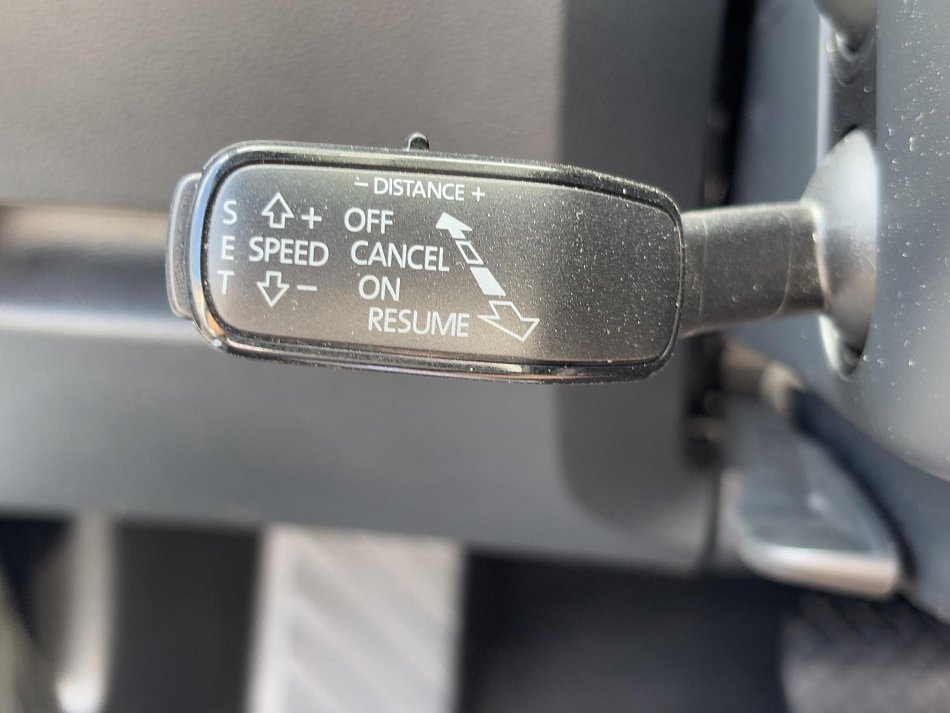 − DISTANCE +
S + OFF
E SPEED CANCEL
T − ON
RESUME